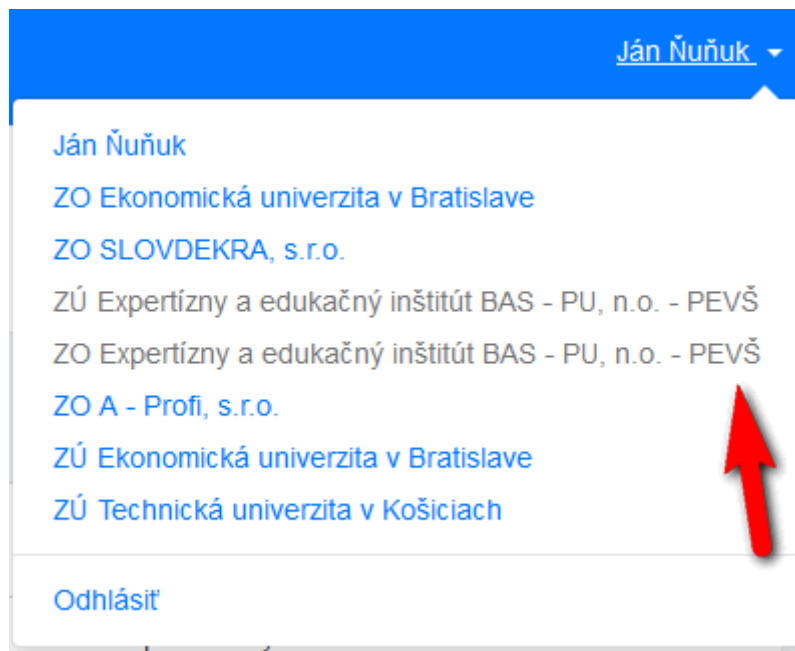 Ján Ňuňuk
Ján Ňuňuk
ZO Ekonomická univerzita v Bratislave
ZO SLOVDEKRA, s.r.o.
ZÚ Expertízny a edukačný inštitút BAS - PU, n.o. - PEVŠ
ZO Expertízny a edukačný inštitút BAS - PU, n.o. - PEVŠ
ZO A - Profi, s.r.o.
ZÚ Ekonomická univerzita v Bratislave
ZÚ Technická univerzita v Košiciach
Odhlásiť